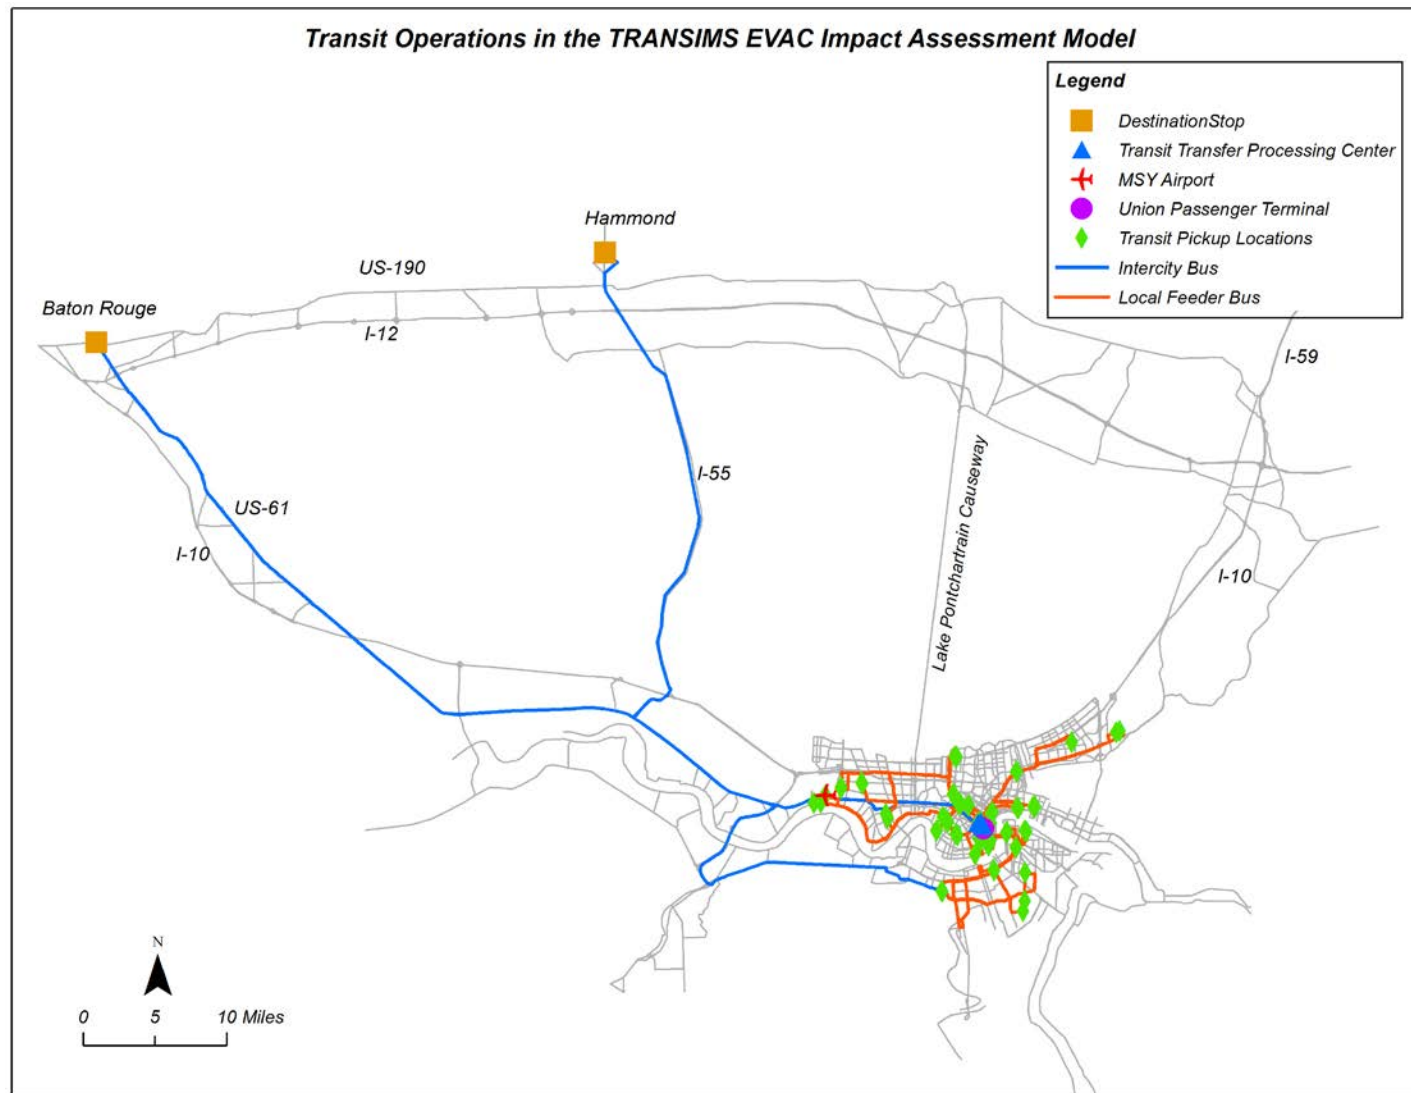 Transit Operations in the TRANSIMS EVAC Impact Assessment Model
Legend
DestinationStop
Transit Transfer Processing Center
MSY Airport
Union Passenger Terminal
Transit Pickup Locations
Intercity Bus
Local Feeder Bus
Hammond
US-190
Baton Rouge
I-12
I-59
Lake Pontchartrain Causeway
I-55
US-61
I-10
I-10
N
0 5 10 Miles